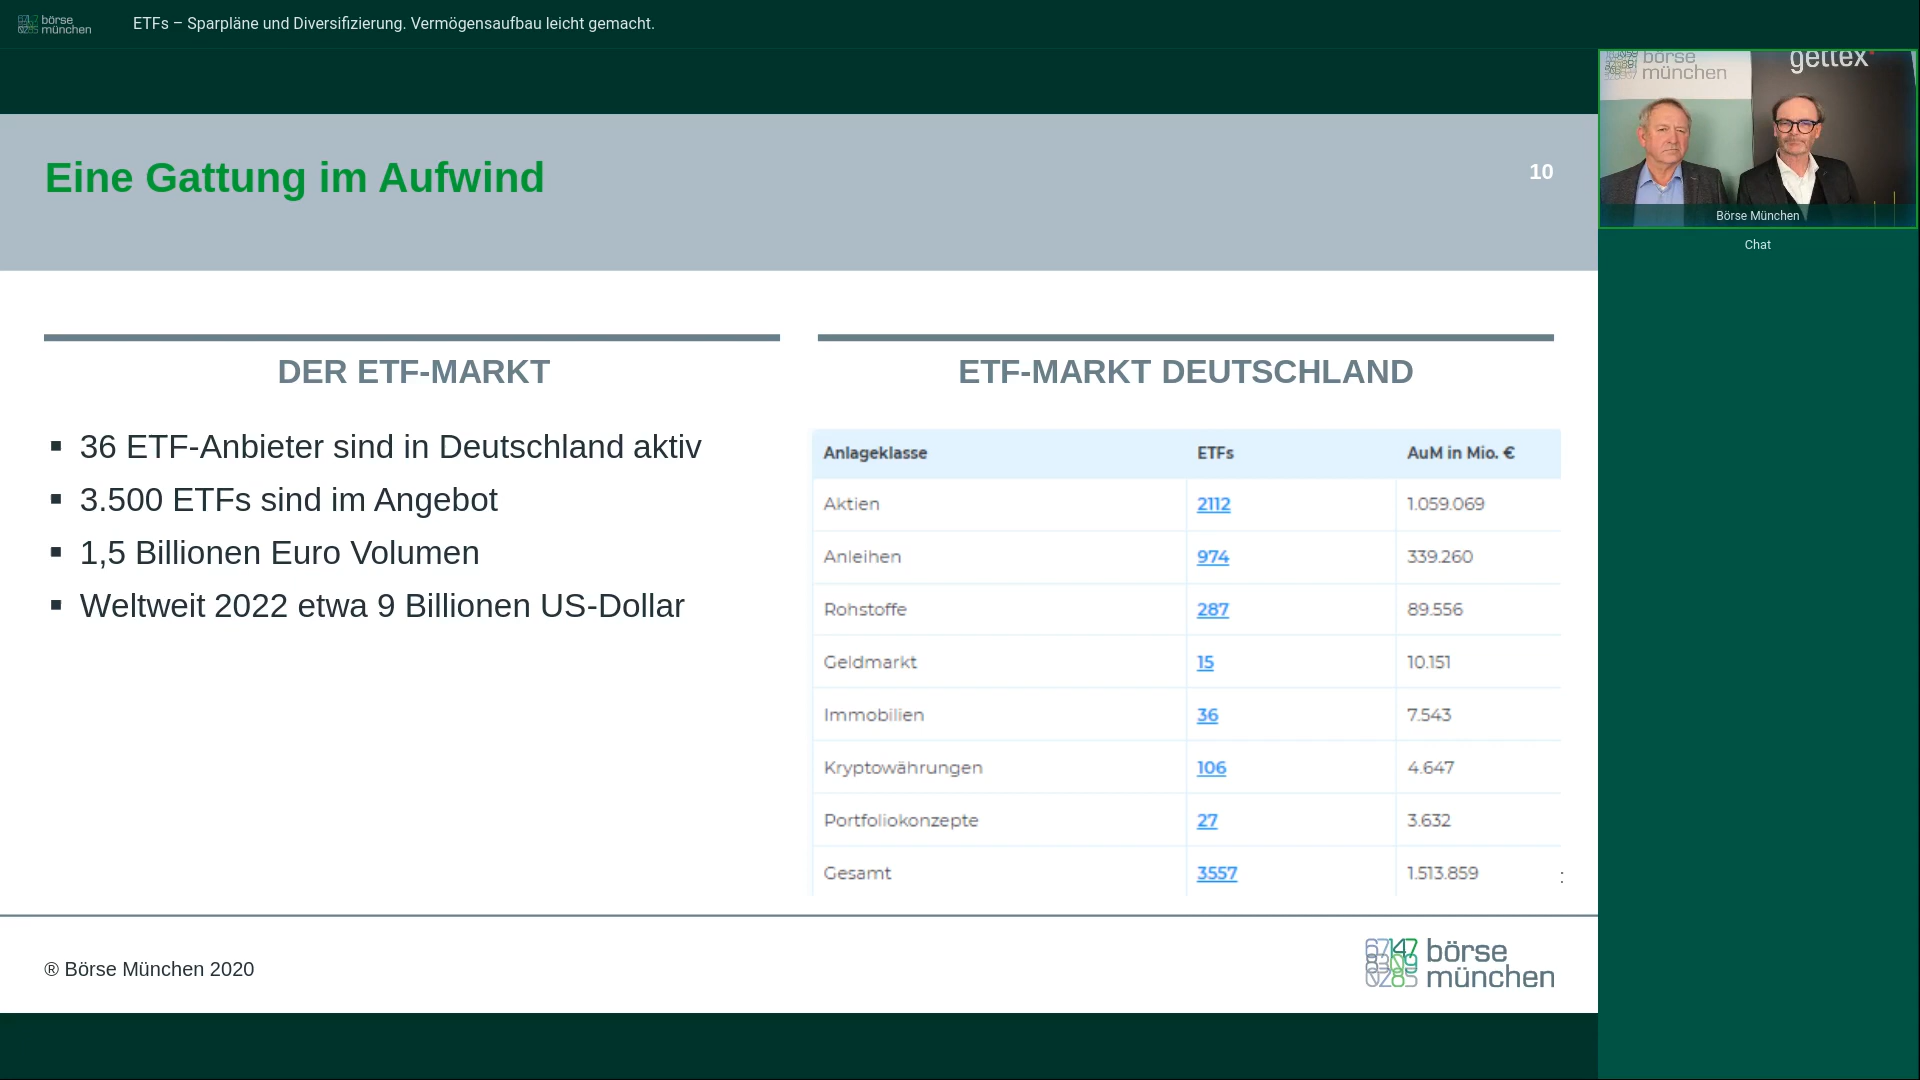 börse
münchen
ETFs – Sparpläne und Diversifizierung. Vermögensaufbau leicht gemacht.
börse
münchen
gettex
Börse München
Chat
Eine Gattung im Aufwind
10
DER ETF-MARKT
▪ 36 ETF-Anbieter sind in Deutschland aktiv
▪ 3.500 ETFs sind im Angebot
▪ 1,5 Billionen Euro Volumen
▪ Weltweit 2022 etwa 9 Billionen US-Dollar
ETF-MARKT DEUTSCHLAND
Anlageklasse ETFs AuM in Mio. €
Aktien 2112 1.059.069
Anleihen 974 339.260
Rohstoffe 287 89.556
Geldmarkt 15 10.151
Immobilien 36 7.543
Kryptowährungen 106 4.647
Portfoliokonzepte 27 3.632
Gesamt 3557 1.513.859
:
® Börse München 2020
börse
münchen